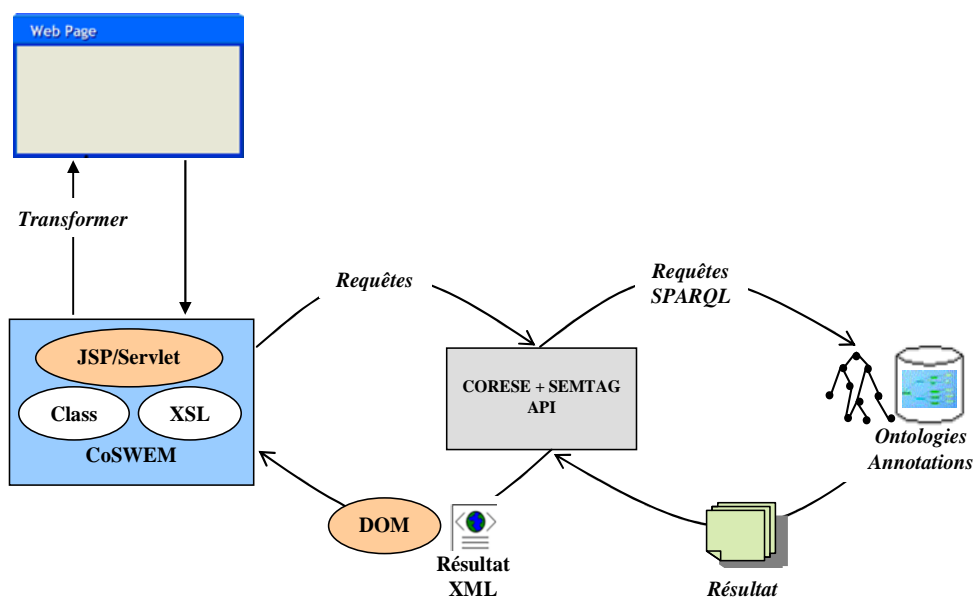 Web Page
Transformer
Requêtes
Requêtes
SPARQL
JSP/Servlet
Class
XSL
CoSWEM
CORESE + SEMTAG
API
Ontologies
Annotations
DOM
Résultat
XML
Résultat